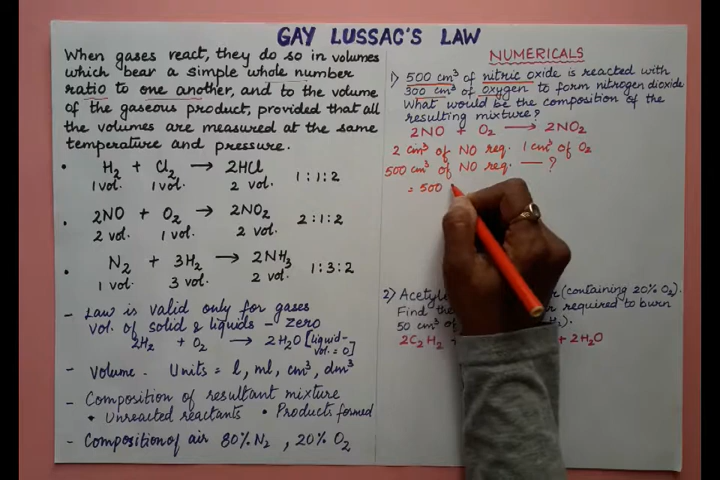 GAY LUSSAC'S LAW
When gases react, they do so in volumes
which bear a simple whole number
ratio to one another, and to the volume
of the gaseous product, provided that all
the volumes are measured at the same
temperature and pressure.
• H₂ + Cl₂ → 2HCl
1 vol. 1 vol. 2 vol. 1:1:2
• 2NO + O₂ → 2NO₂
2 vol. 1 vol. 2 vol. 2:1:2
• N₂ + 3H₂ → 2NH₃
1 vol. 3 vol. 2 vol. 1:3:2
- Law is valid only for gases
Vol. of solid & liquids - Zero
2H₂ + O₂ → 2H₂O [liquid-
vol. = 0]
- Volume - Units = l, ml, cm³, dm³
- Composition of resultant mixture
• Unreacted reactants • Products formed
- Composition of air 80% N₂, 20% O₂
NUMERICALS
1) 500 cm³ of nitric oxide is reacted with
300 cm³ of oxygen to form nitrogen dioxide
What would be the composition of the
resulting mixture?
2NO + O₂ → 2NO₂
2 cm³ of NO req. 1 cm³ of O₂
500 cm³ of NO req. — ?
= 500
2) (containing 20% O₂).
Find the required to burn
50 cm³ of
2C₂H₂ + 2H₂O